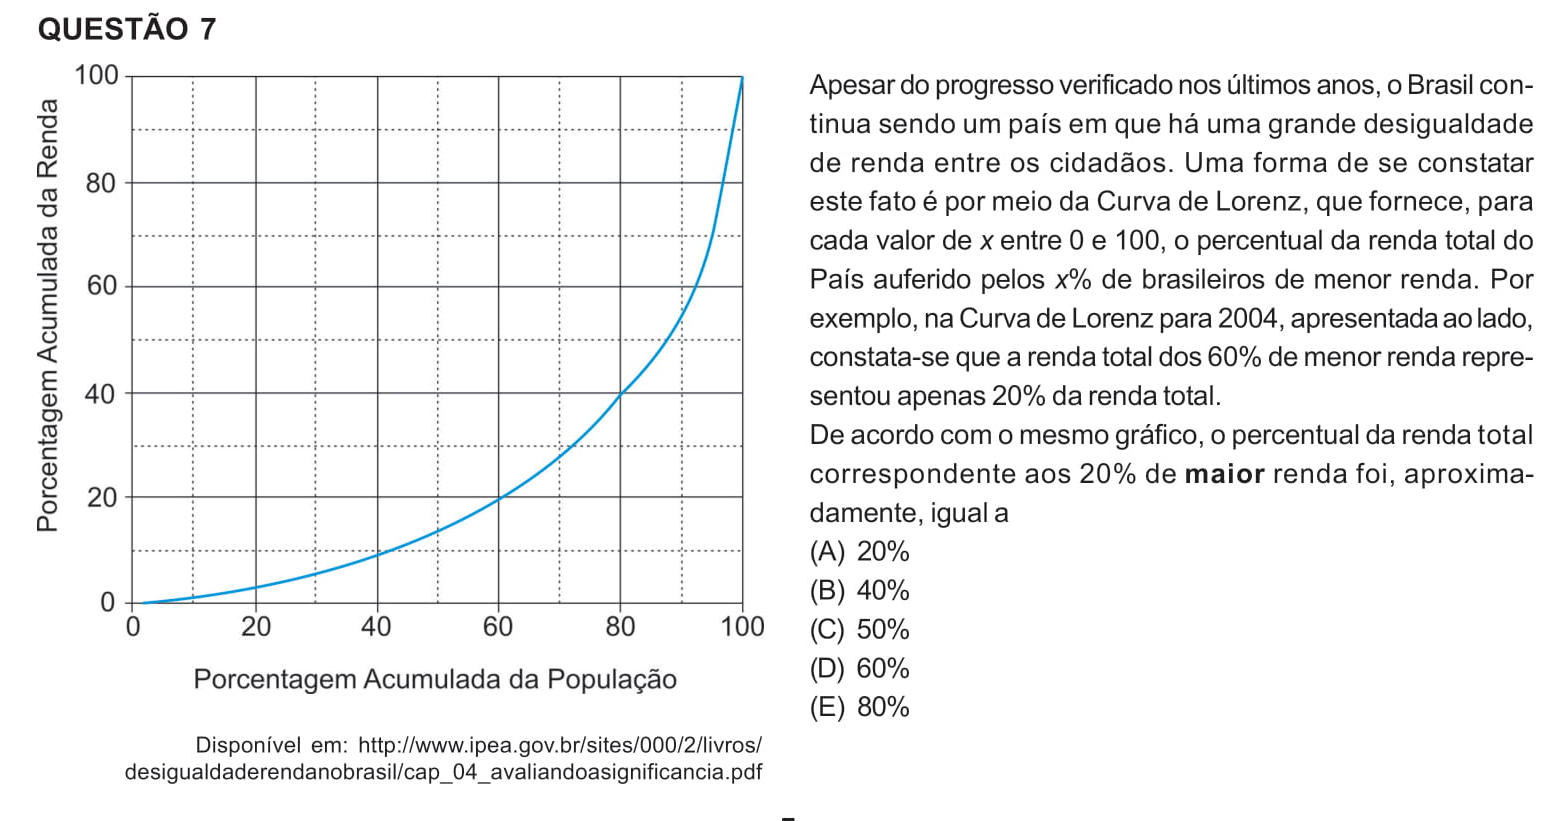 QUESTÃO 7
Porcentagem Acumulada da Renda
100
80
60
40
20
0
0 20 40 60 80 100
Porcentagem Acumulada da População
Disponível em: http://www.ipea.gov.br/sites/000/2/livros/
desigualdaderendanobrasil/cap_04_avaliandoasignificancia.pdf
Apesar do progresso verificado nos últimos anos, o Brasil con-
tinua sendo um país em que há uma grande desigualdade
de renda entre os cidadãos. Uma forma de se constatar
este fato é por meio da Curva de Lorenz, que fornece, para
cada valor de x entre 0 e 100, o percentual da renda total do
País auferido pelos x% de brasileiros de menor renda. Por
exemplo, na Curva de Lorenz para 2004, apresentada ao lado,
constata-se que a renda total dos 60% de menor renda repre-
sentou apenas 20% da renda total.
De acordo com o mesmo gráfico, o percentual da renda total
correspondente aos 20% de maior renda foi, aproxima-
damente, igual a
(A) 20%
(B) 40%
(C) 50%
(D) 60%
(E) 80%